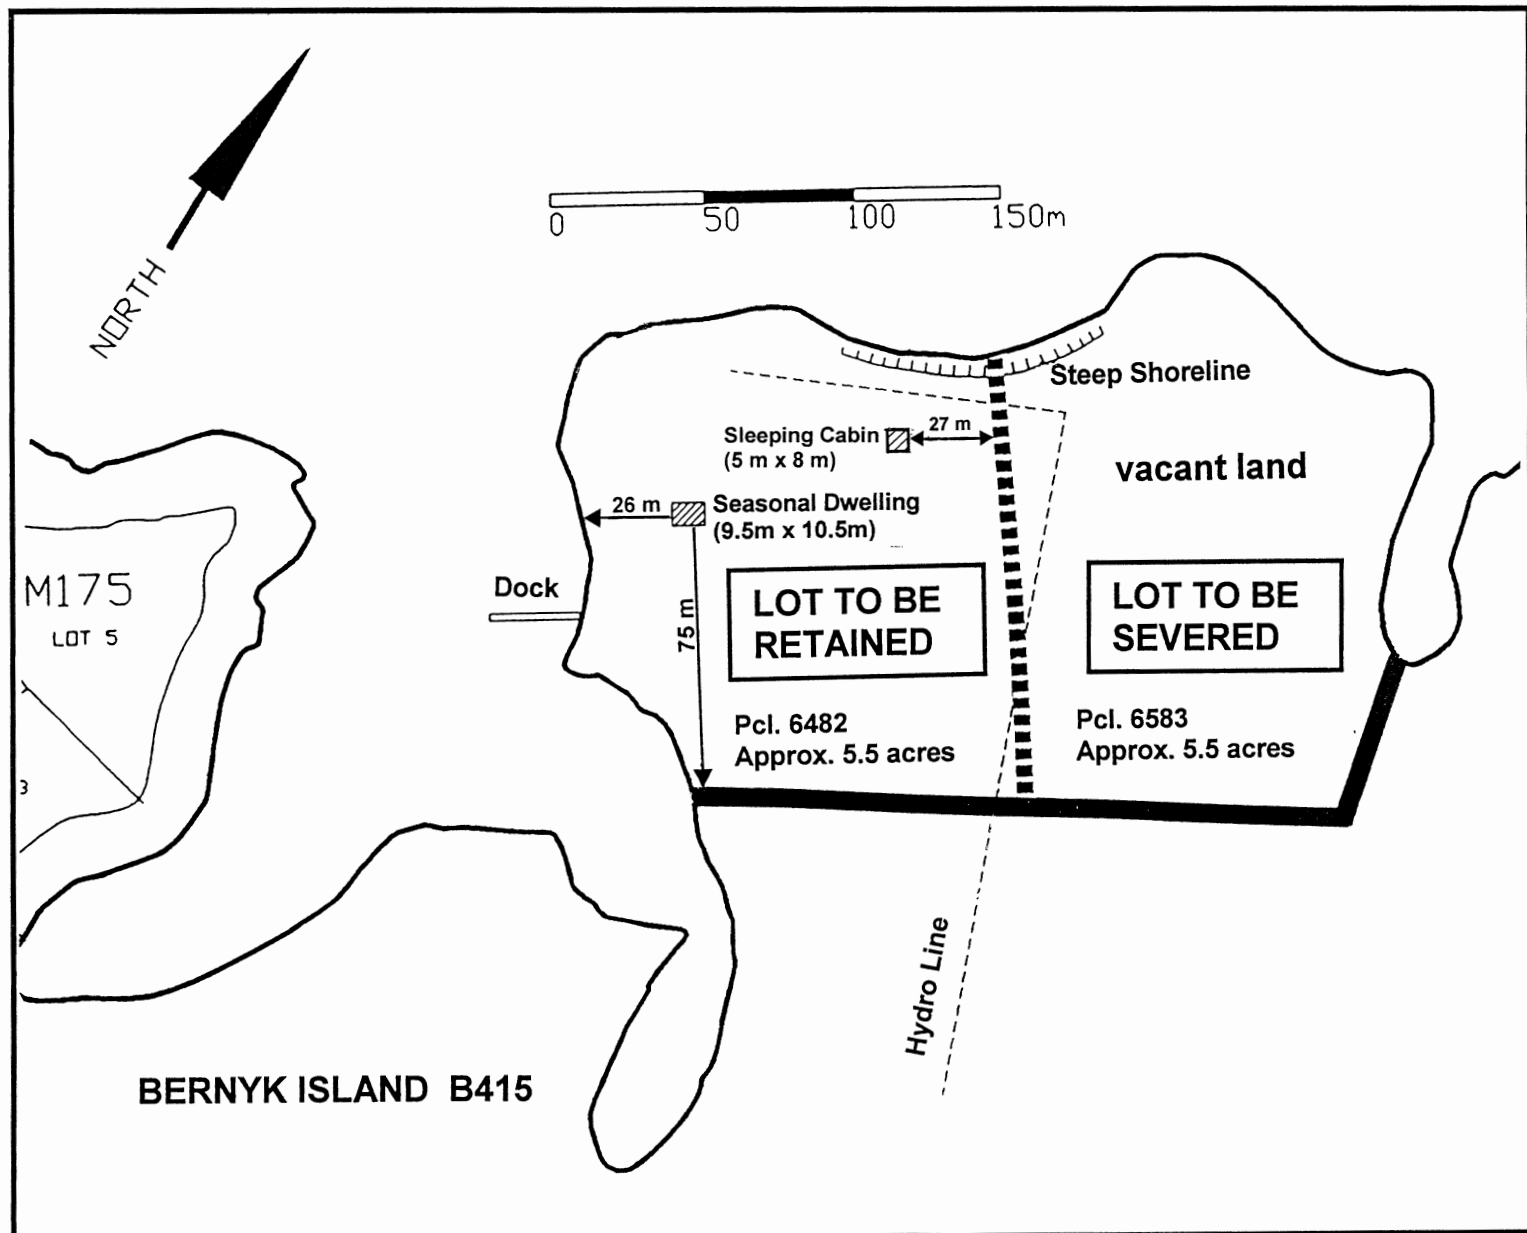 NORTH
0 50 100 150m
Steep Shoreline
Sleeping Cabin
(5 m x 8 m)
27 m
vacant land
26 m
Seasonal Dwelling
(9.5m x 10.5m)
M175
LOT 5
Dock
75 m
LOT TO BE
RETAINED
LOT TO BE
SEVERED
Pcl. 6482
Approx. 5.5 acres
Pcl. 6583
Approx. 5.5 acres
Hydro Line
BERNYK ISLAND B415